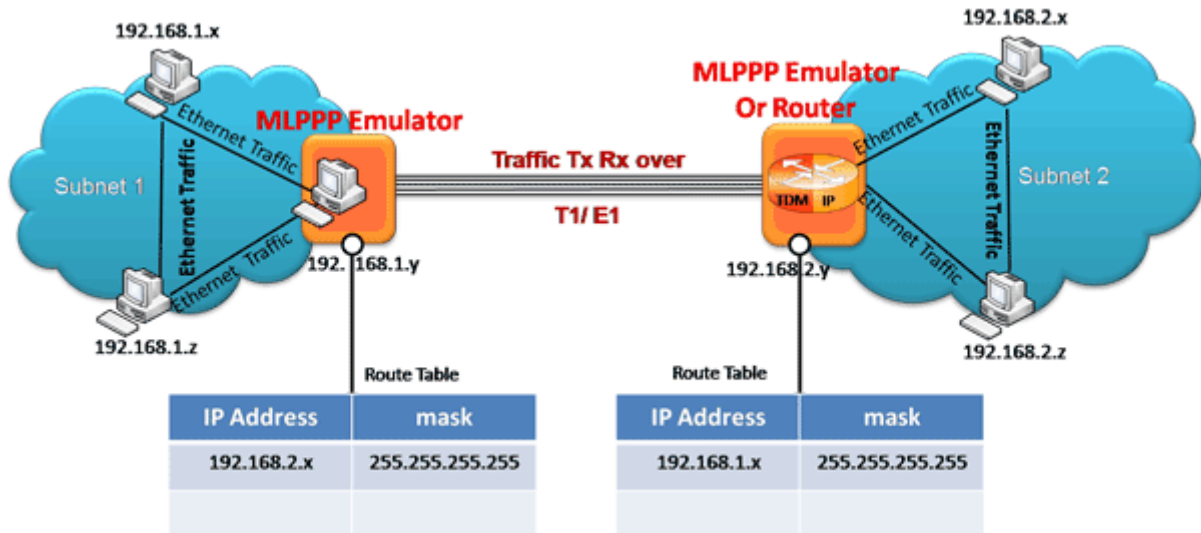 192.168.1.x
192.168.2.x
MLPPP Emulator
MLPPP Emulator
Or Router
Ethernet Traffic
Ethernet Traffic
Ethernet Traffic
Subnet 1
Traffic Tx Rx over
T1/ E1
TDM IP
Ethernet Traffic
Ethernet Traffic
Ethernet Traffic
Subnet 2
192.168.1.y
192.168.2.y
192.168.1.z
192.168.2.z
Route Table
IP Address mask
192.168.2.x 255.255.255.255
Route Table
IP Address mask
192.168.1.x 255.255.255.255